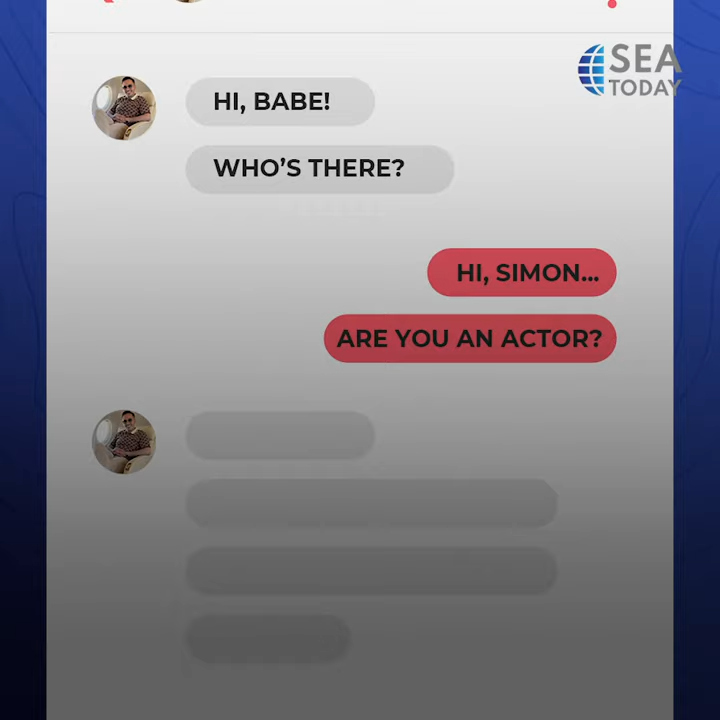 SEA
TODAY
HI, BABE!
WHO'S THERE?
HI, SIMON...
ARE YOU AN ACTOR?